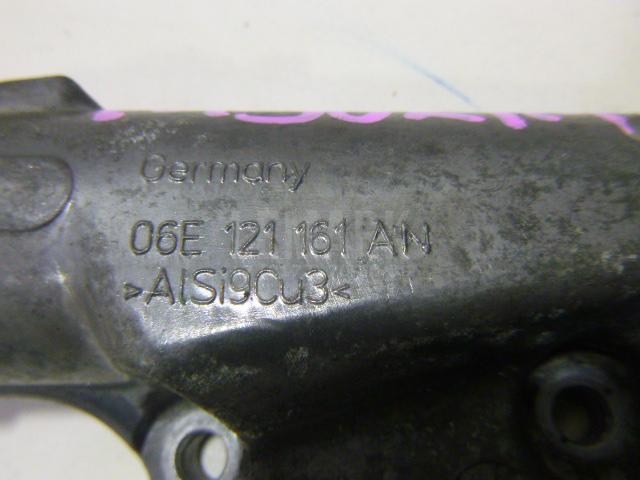 Germany
06E 121 161 AN
>AlSi9Cu3<